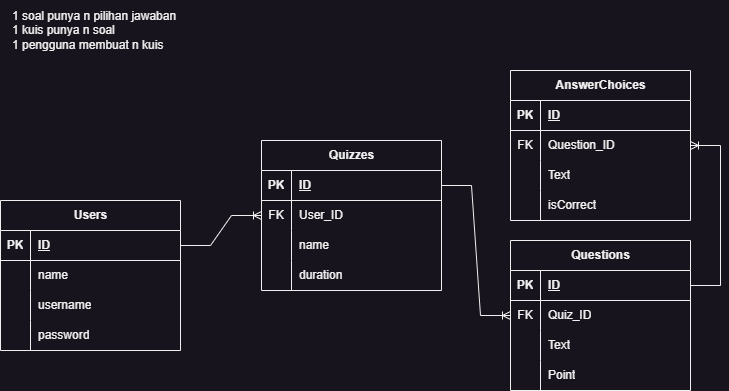 1 soal punya n pilihan jawaban
1 kuis punya n soal
1 pengguna membuat n kuis
AnswerChoices
PK ID
FK Question_ID
Text
isCorrect
Quizzes
PK ID
FK User_ID
name
duration
Users
PK ID
name
username
password
Questions
PK ID
FK Quiz_ID
Text
Point